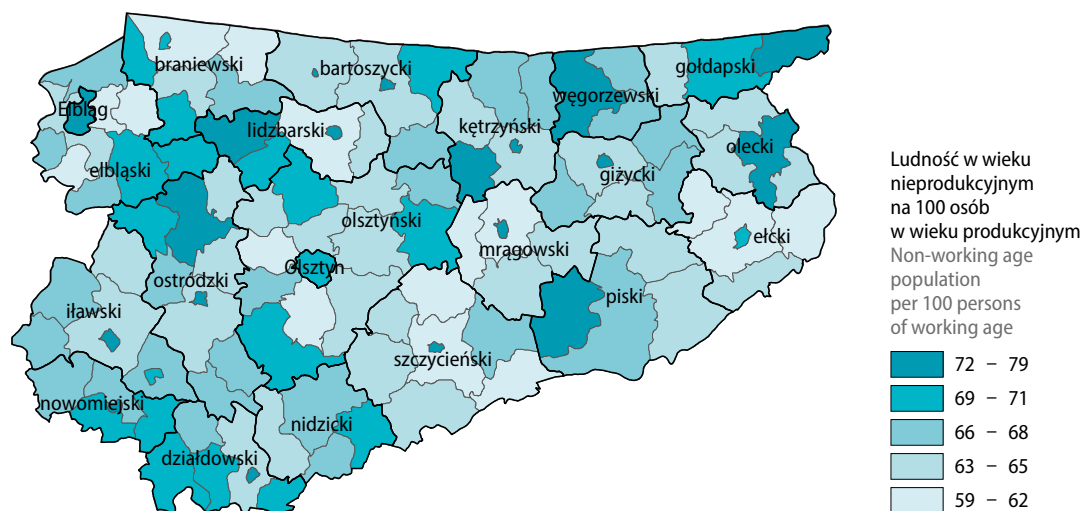 braniewski
bartoszycki
gołdapski
węgorzewski
Elbląg
lidzbarski
kętrzyński
olecki
elbląski
giżycki
olsztyński
mrągowski
ełcki
Olsztyn
ostródzki
piski
iławski
szczycieński
nowomiejski
nidzicki
działdowski
Ludność w wieku
nieprodukcyjnym
na 100 osób
w wieku produkcyjnym
Non-working age
population
per 100 persons
of working age
72 – 79
69 – 71
66 – 68
63 – 65
59 – 62